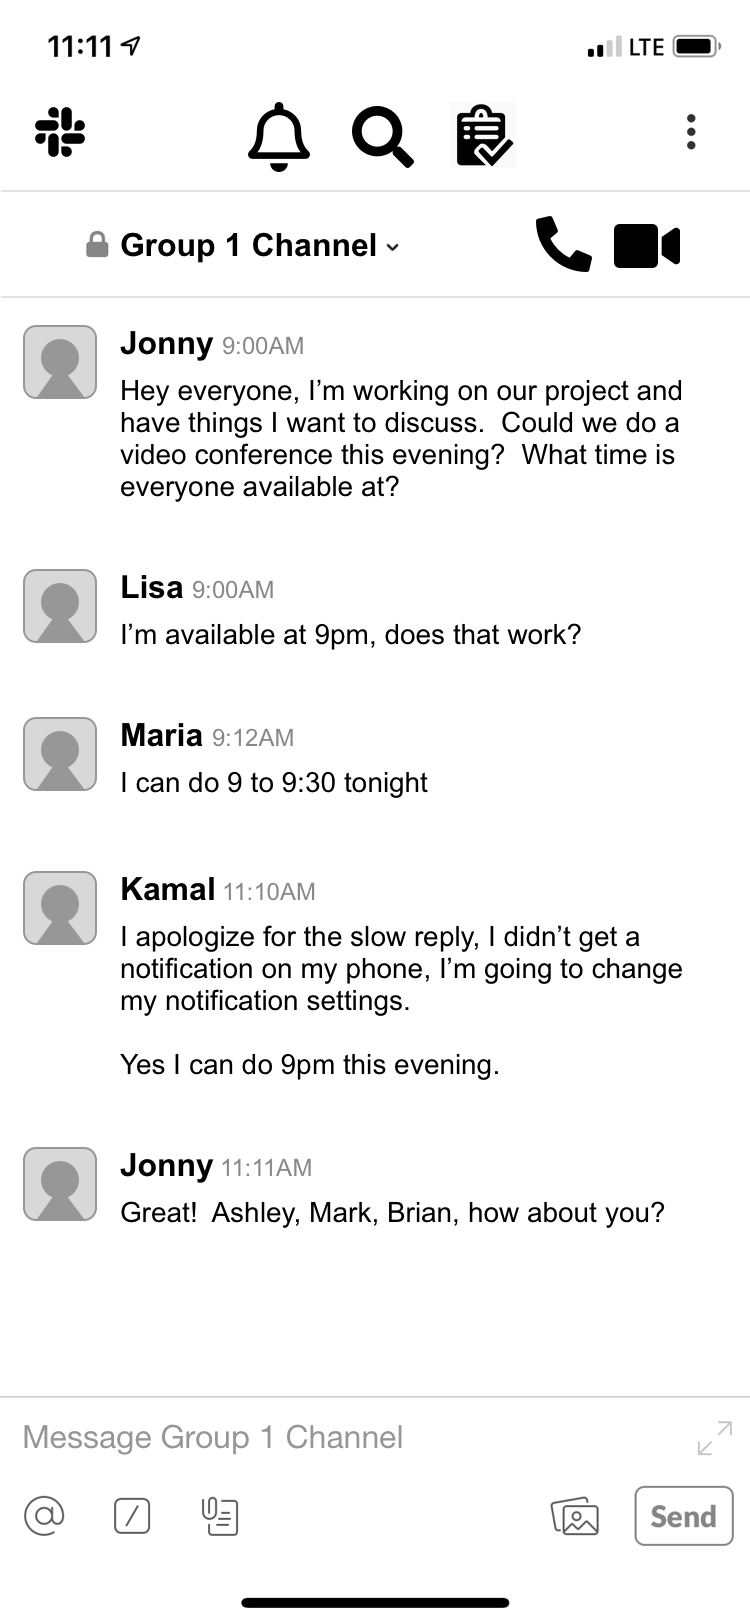 11:11 LTE
Group 1 Channel
Jonny 9:00AM
Hey everyone, I’m working on our project and
have things I want to discuss.  Could we do a
video conference this evening?  What time is
everyone available at?
Lisa 9:00AM
I’m available at 9pm, does that work?
Maria 9:12AM
I can do 9 to 9:30 tonight
Kamal 11:10AM
I apologize for the slow reply, I didn’t get a
notification on my phone, I’m going to change
my notification settings.
Yes I can do 9pm this evening.
Jonny 11:11AM
Great!  Ashley, Mark, Brian, how about you?
Message Group 1 Channel
@ / Send